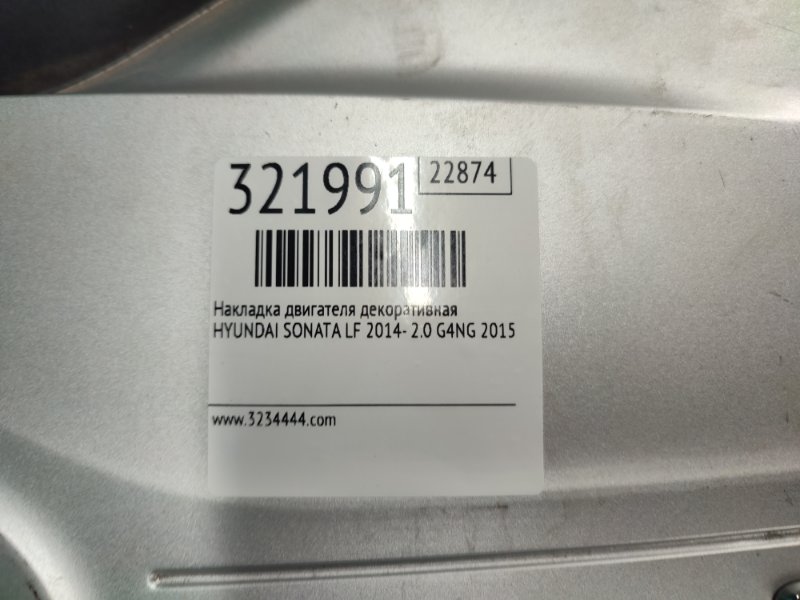 321991
22874
Накладка двигателя декоративная
HYUNDAI SONATA LF 2014- 2.0 G4NG 2015
www.3234444.com